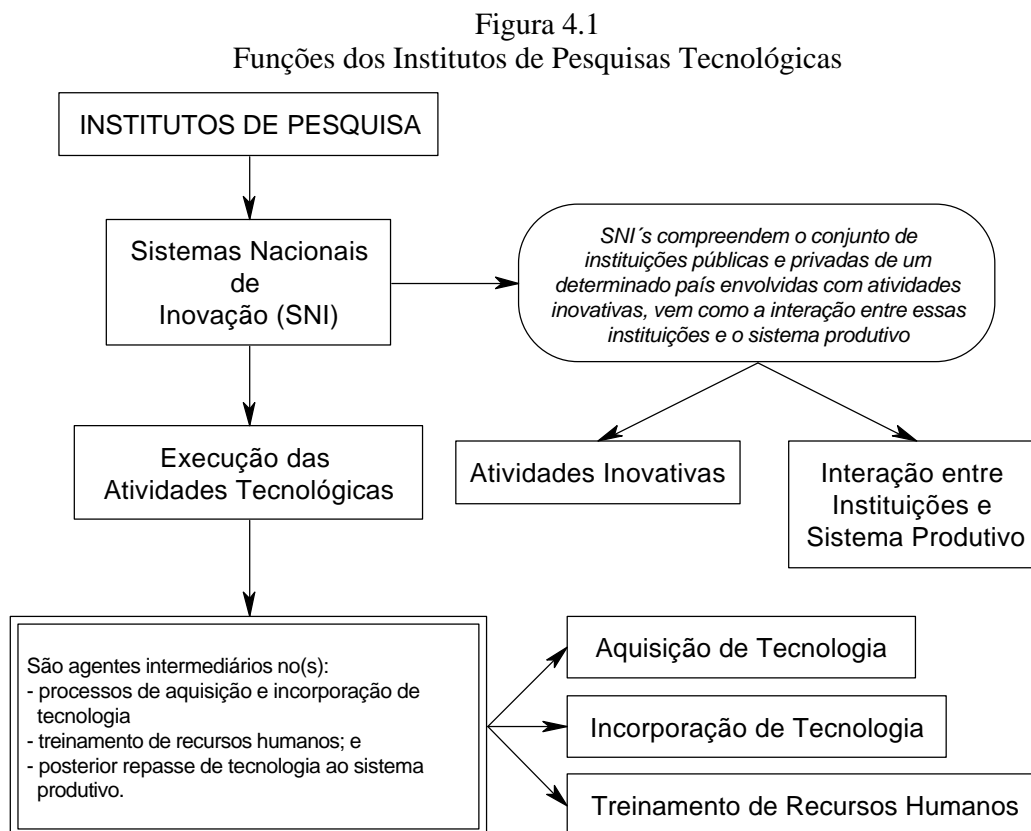 Figura 4.1
Funções dos Institutos de Pesquisas Tecnológicas
INSTITUTOS DE PESQUISA
Sistemas Nacionais
de
Inovação (SNI)
SNI´s compreendem o conjunto de
instituições públicas e privadas de um
determinado país envolvidas com atividades
inovativas, vem como a interação entre essas
instituições e o sistema produtivo
Execução das
Atividades Tecnológicas
Atividades Inovativas
Interação entre
Instituições e
Sistema Produtivo
São agentes intermediários no(s):
- processos de aquisição e incorporação de
tecnologia
- treinamento de recursos humanos; e
- posterior repasse de tecnologia ao sistema
produtivo.
Aquisição de Tecnologia
Incorporação de Tecnologia
Treinamento de Recursos Humanos